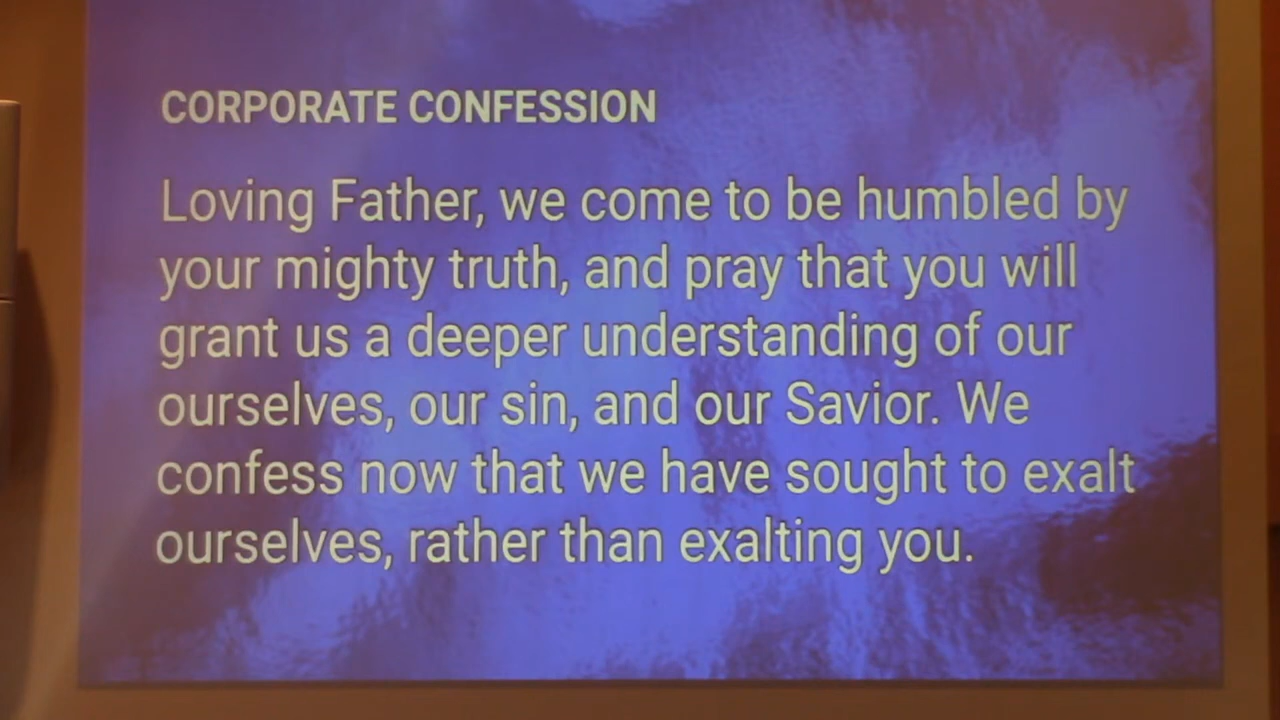 CORPORATE CONFESSION
Loving Father, we come to be humbled by
your mighty truth, and pray that you will
grant us a deeper understanding of our
ourselves, our sin, and our Savior. We
confess now that we have sought to exalt
ourselves, rather than exalting you.